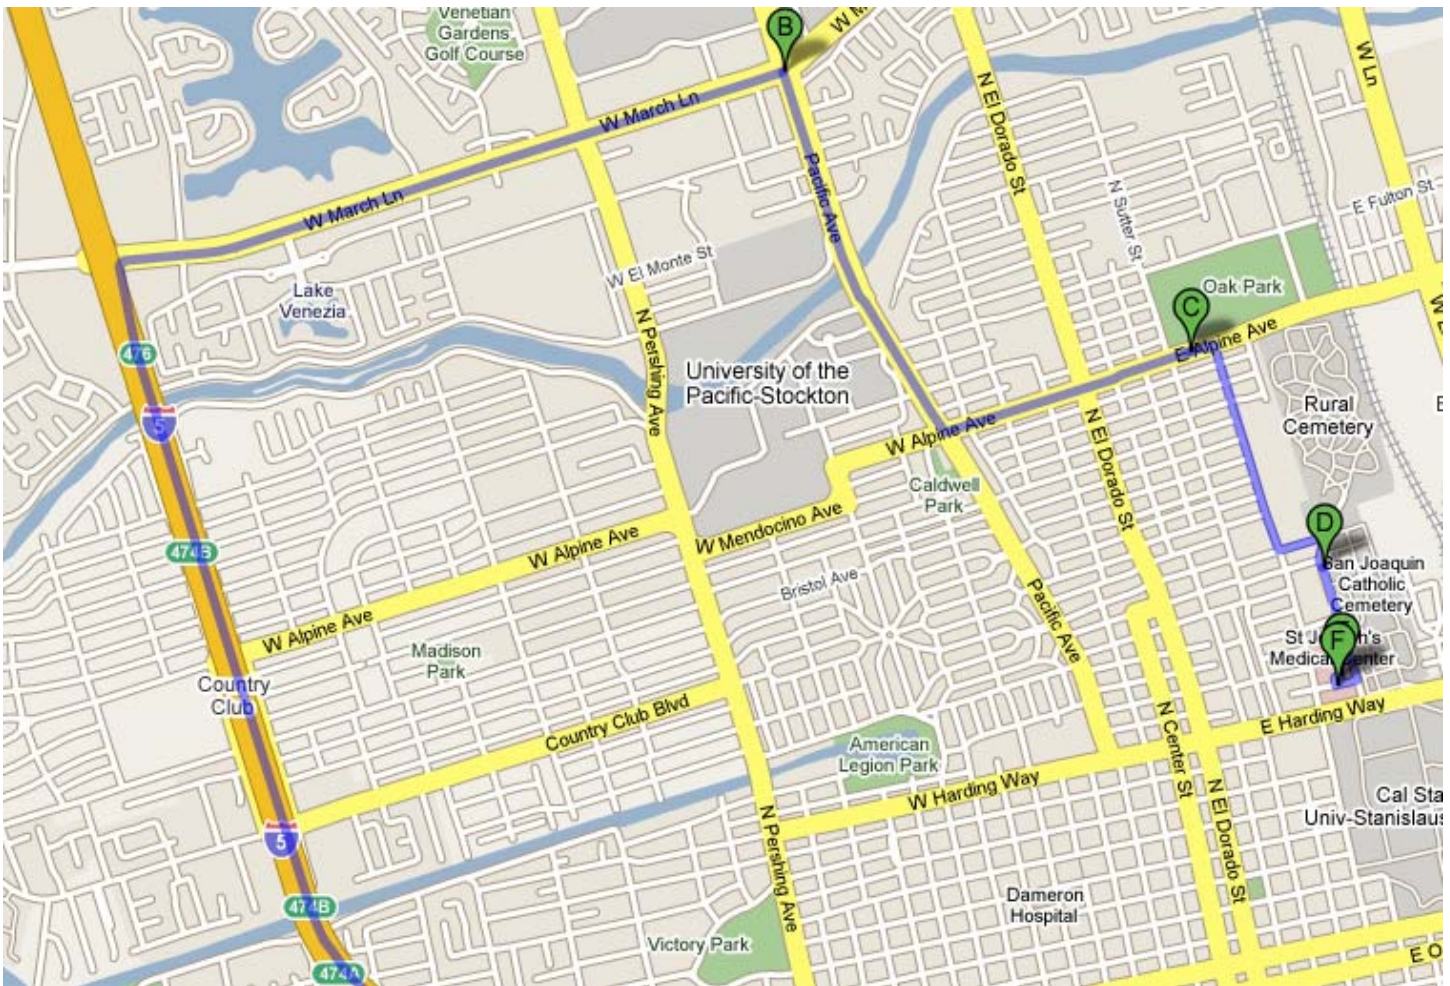 Venetian
Gardens
Golf Course
B
W M
W Ln
W March Ln
N El Dorado St
Pacific Ave
N Sutter St
E Fulton St
W March Ln
W El Monte St
Lake
Venezia
Oak Park
C
476
N Pershing Ave
E Alpine Ave
University of the
Pacific-Stockton
5
Rural
Cemetery
E
W Alpine Ave
N El Dorado St
Caldwell
Park
474B
W Alpine Ave
W Mendocino Ave
D
San Joaquin
Catholic
Cemetery
Bristol Ave
Pacific Ave
W Alpine Ave
Madison
Park
F
St J h's
Medical Center
Country
Club
Country Club Blvd
N Center St
E Harding Way
American
Legion Park
W Harding Way
N El Dorado St
Cal Sta
Univ-Stanislaus
5
N Pershing Ave
474B
Dameron
Hospital
Victory Park
474A
E O